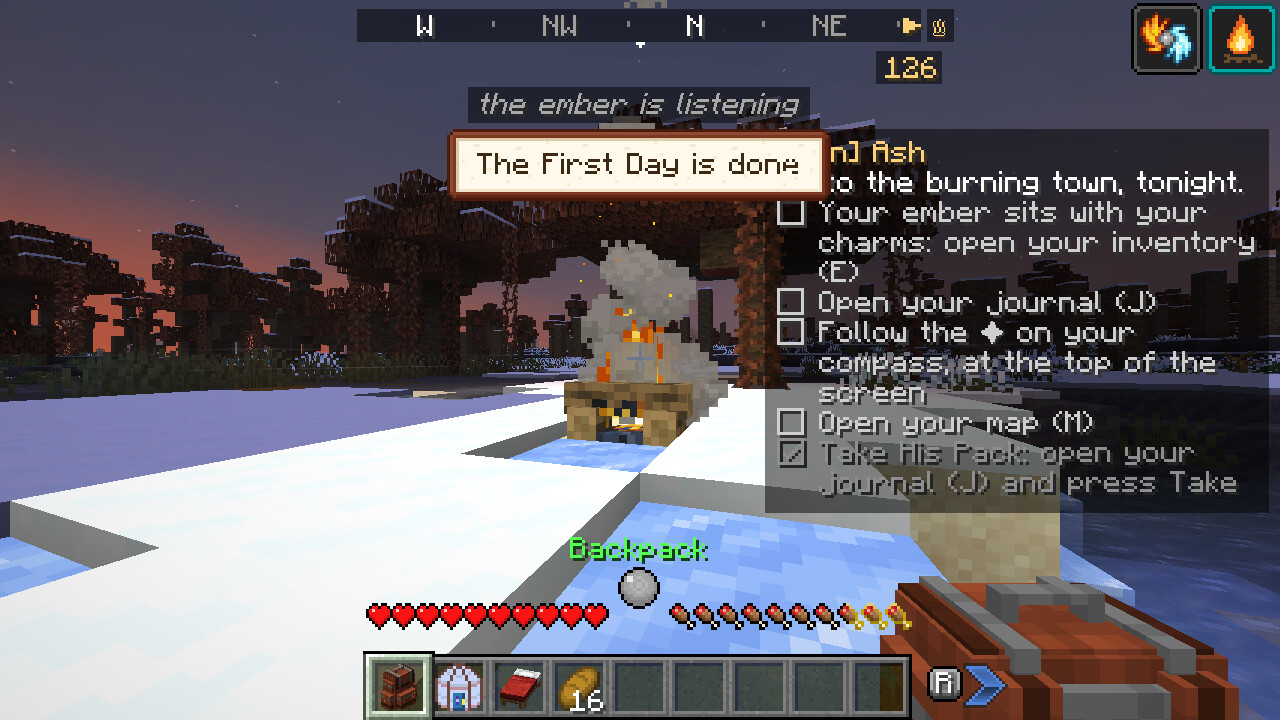 W NW N NE
126
the ember is listening
The First Day is done
n] Ash
to the burning town, tonight.
Your ember sits with your
charms: open your inventory
(E)
Open your journal (J)
Follow the ✦ on your
compass, at the top of the
screen
Open your map (M)
Take His Pack: open your
journal (J) and press Take
Backpack
16
R